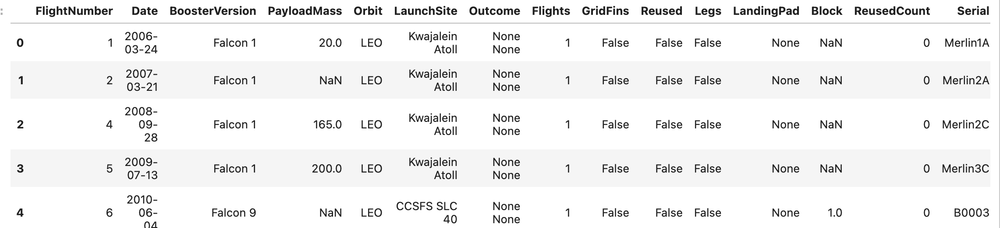 : FlightNumber Date BoosterVersion PayloadMass Orbit LaunchSite Outcome Flights GridFins Reused Legs LandingPad Block ReusedCount Serial
0 1 2006-03-24 Falcon 1 20.0 LEO Kwajalein Atoll None None 1 False False False None NaN 0 Merlin1A
1 2 2007-03-21 Falcon 1 NaN LEO Kwajalein Atoll None None 1 False False False None NaN 0 Merlin2A
2 4 2008-09-28 Falcon 1 165.0 LEO Kwajalein Atoll None None 1 False False False None NaN 0 Merlin2C
3 5 2009-07-13 Falcon 1 200.0 LEO Kwajalein Atoll None None 1 False False False None NaN 0 Merlin3C
4 6 2010-06-04 Falcon 9 NaN LEO CCSFS SLC 40 None None 1 False False False None 1.0 0 B0003